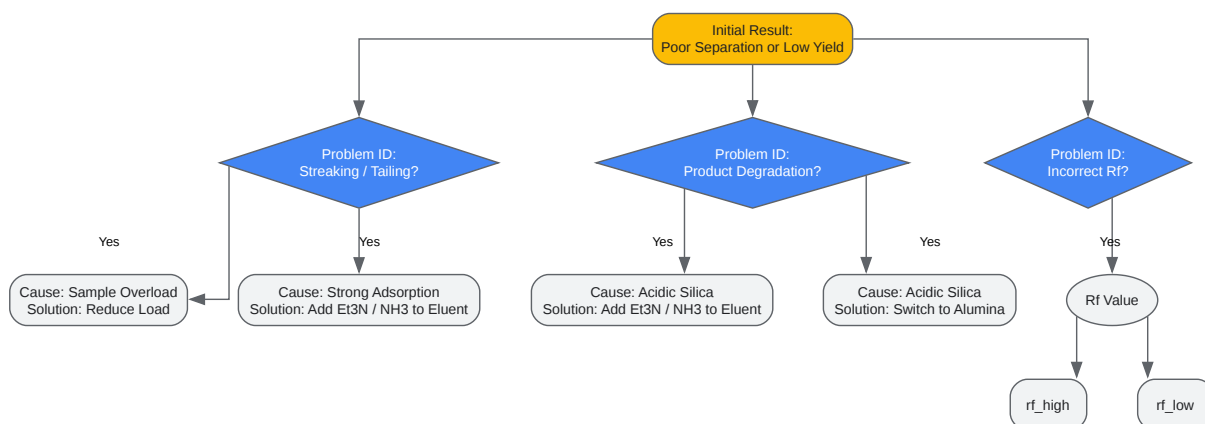 Initial Result:
Poor Separation or Low Yield
Problem ID:
Streaking / Tailing?
Problem ID:
Product Degradation?
Problem ID:
Incorrect Rf?
Yes
Yes
Yes
Yes
Yes
Cause: Sample Overload
Solution: Reduce Load
Cause: Strong Adsorption
Solution: Add Et3N / NH3 to Eluent
Cause: Acidic Silica
Solution: Add Et3N / NH3 to Eluent
Cause: Acidic Silica
Solution: Switch to Alumina
Rf Value
rf_high
rf_low